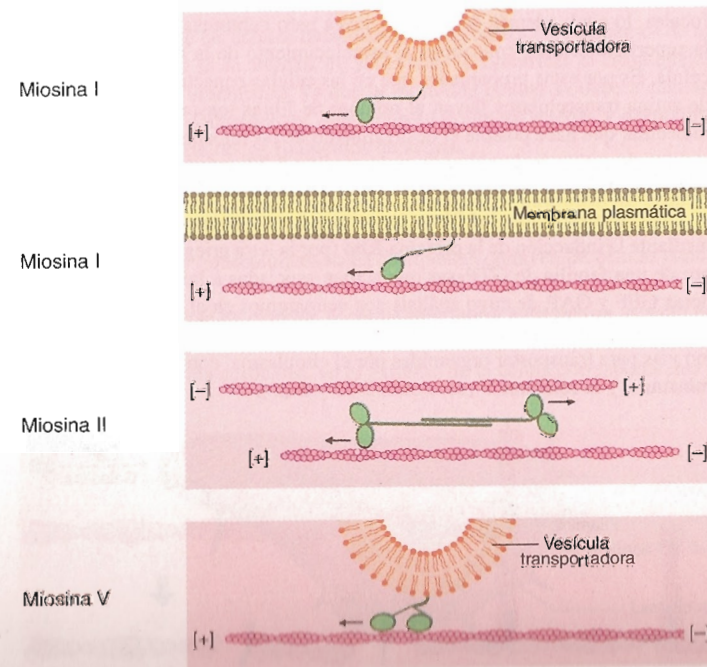 Vesícula
transportadora
Miosina I
[+]
[−]
Membrana plasmática
Miosina I
[+]
[−]
[−]
[+]
Miosina II
[+]
[−]
Vesícula
transportadora
Miosina V
[+]
[−]